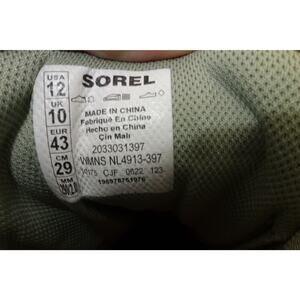 USA
12
UK
10
EUR
43
CM
29
MM
SOREL
MADE IN CHINA
Fabriqué En Chine
Hecho en China
Çin Malı
2033031397
WMNS NL4913-397
CJF 0622 123